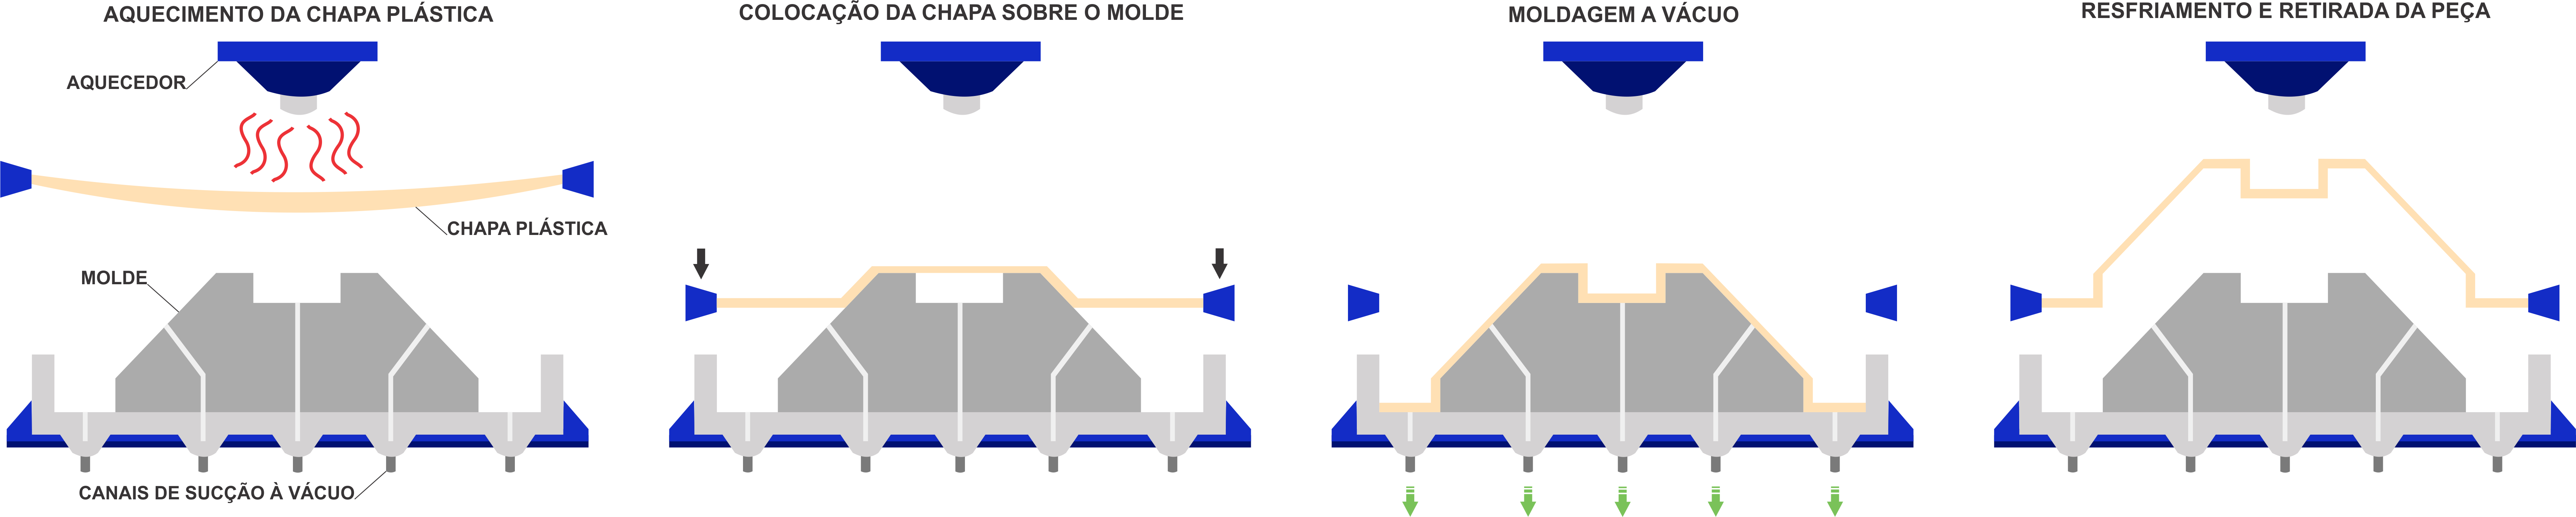 AQUECIMENTO DA CHAPA PLÁSTICA
AQUECEDOR
CHAPA PLÁSTICA
MOLDE
CANAIS DE SUCÇÃO À VÁCUO
COLOCAÇÃO DA CHAPA SOBRE O MOLDE
MOLDAGEM A VÁCUO
RESFRIAMENTO E RETIRADA DA PEÇA